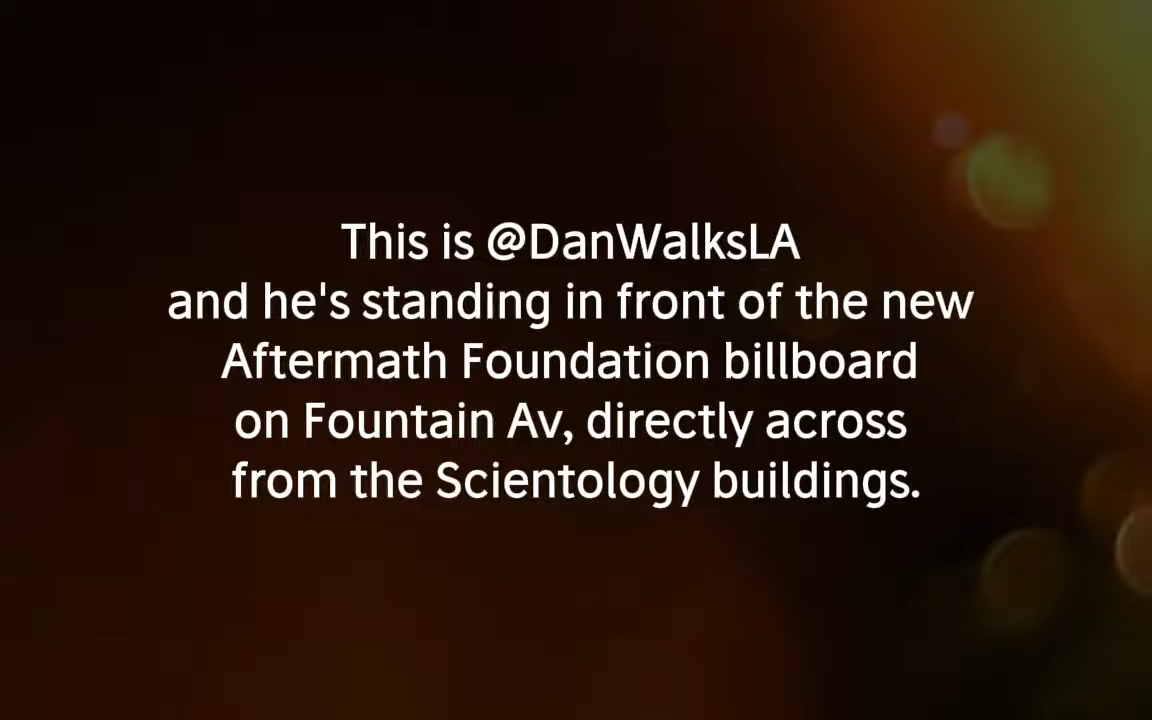 This is @DanWalksLA
and he's standing in front of the new
Aftermath Foundation billboard
on Fountain Av, directly across
from the Scientology buildings.